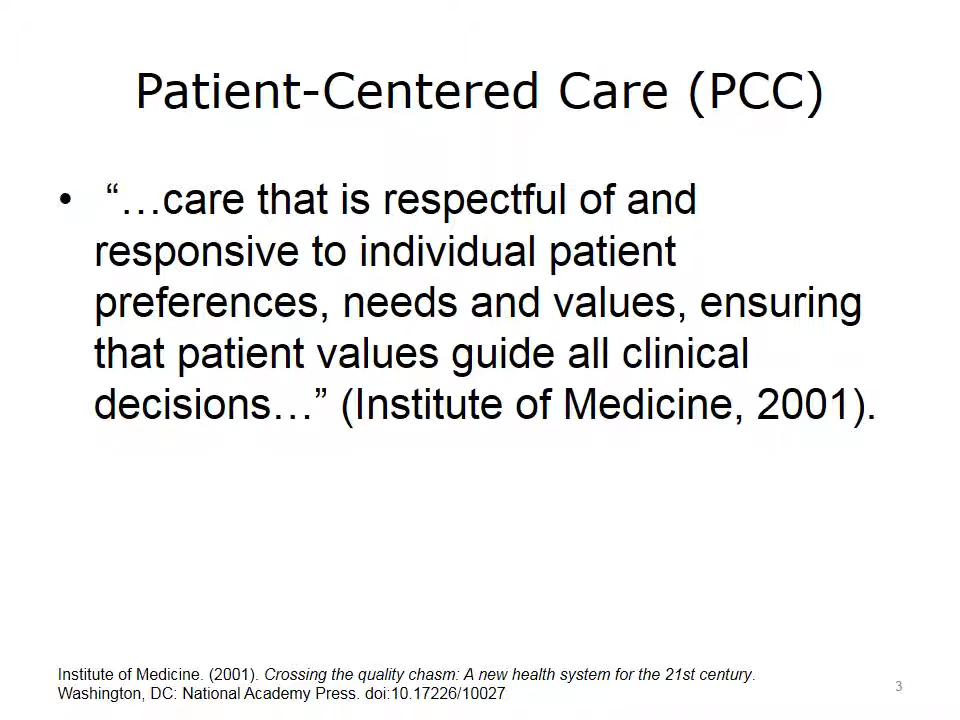 Patient-Centered Care (PCC)
• “…care that is respectful of and
responsive to individual patient
preferences, needs and values, ensuring
that patient values guide all clinical
decisions…” (Institute of Medicine, 2001).
Institute of Medicine. (2001). Crossing the quality chasm: A new health system for the 21st century.
Washington, DC: National Academy Press. doi:10.17226/10027
3